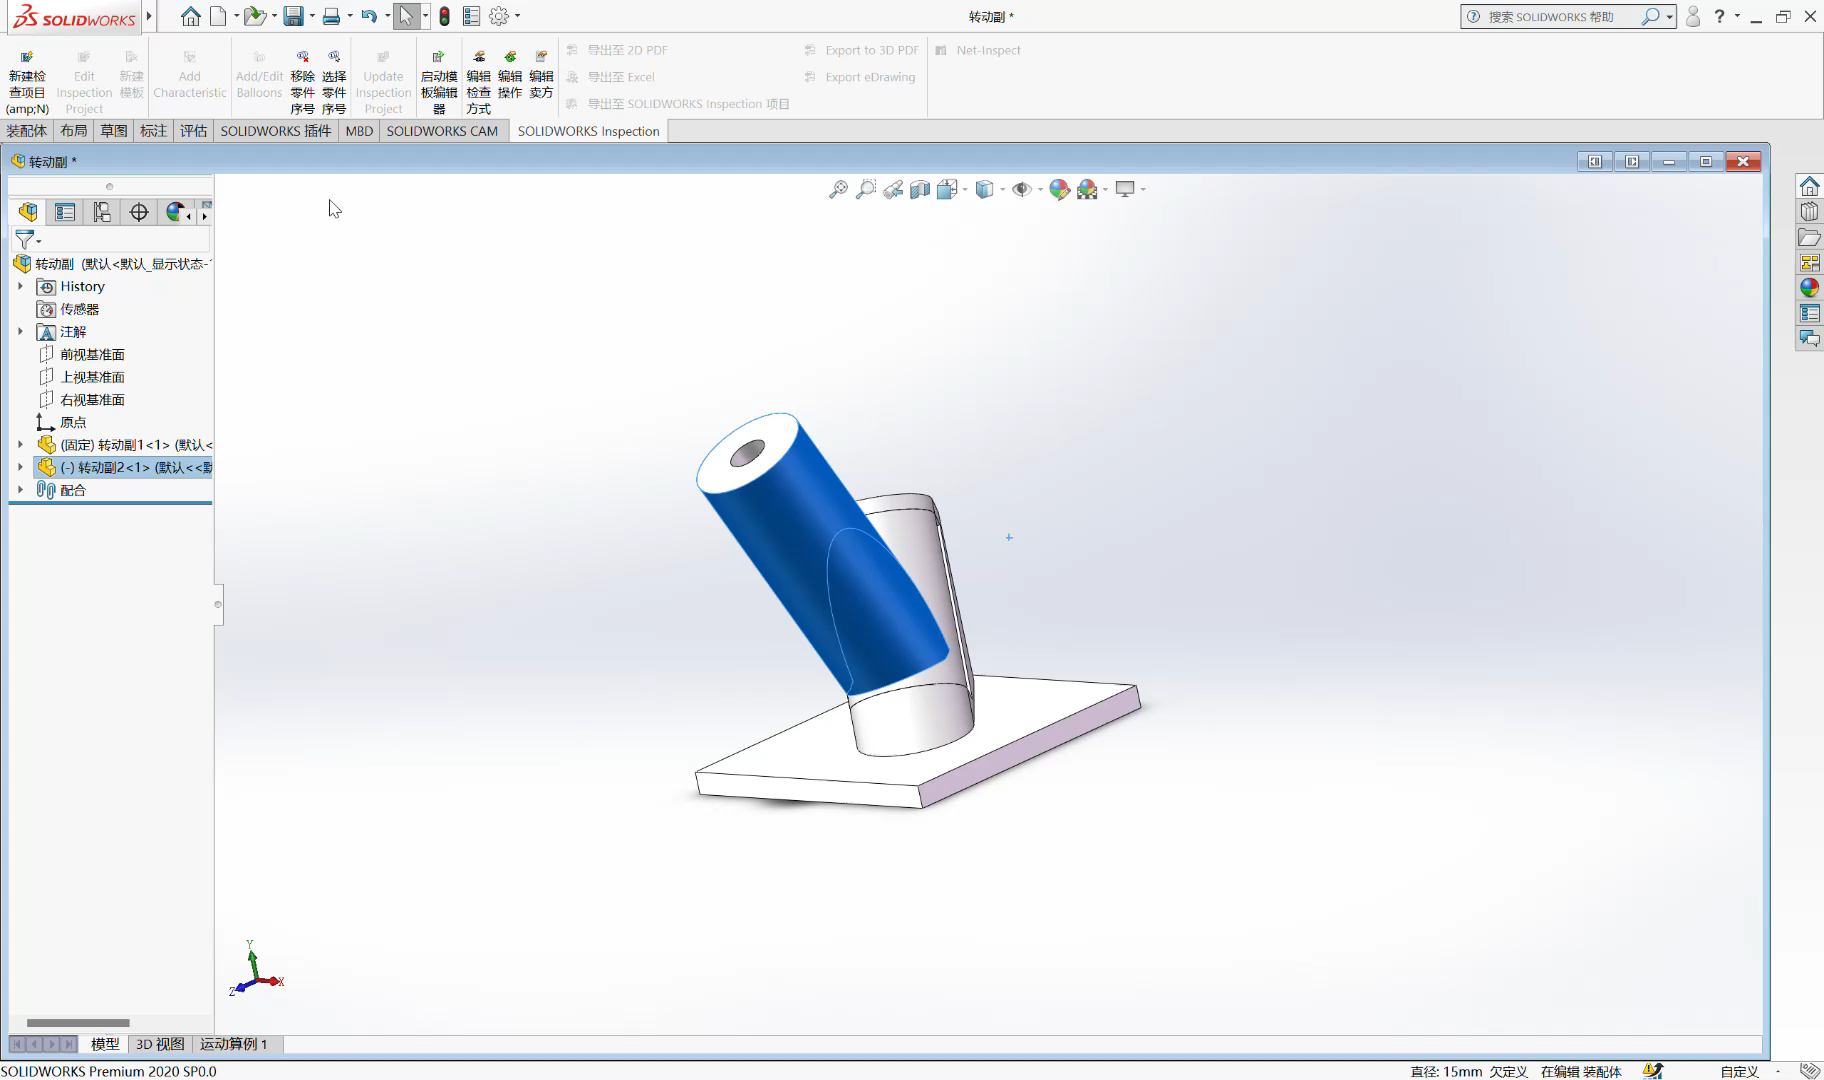 SOLIDWORKS
转动副 *
搜索 SOLIDWORKS 帮助
新建检查项目(amp;N)
Edit Inspection Project
新建模板
Add Characteristic
Add/Edit Balloons
移除零件序号
选择零件序号
Update Inspection Project
启动模板编辑器
编辑检查方式
编辑操作
编辑卖方
导出至 2D PDF
导出至 Excel
导出至 SOLIDWORKS Inspection 项目
Export to 3D PDF
Export eDrawing
Net-Inspect
装配体 布局 草图 标注 评估 SOLIDWORKS 插件 MBD SOLIDWORKS CAM SOLIDWORKS Inspection
转动副 *
转动副 (默认<默认_显示状态-
History
传感器
注解
前视基准面
上视基准面
右视基准面
原点
(固定) 转动副1<1> (默认<
(-) 转动副2<1> (默认<<默
配合
Y
X
Z
模型 3D 视图 运动算例 1
SOLIDWORKS Premium 2020 SP0.0
直径: 15mm 欠定义 在编辑 装配体
自定义